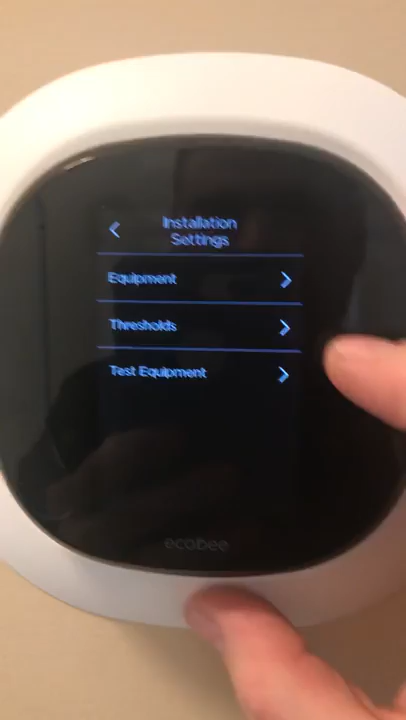 Installation
Settings
Equipment
Thresholds
Test Equipment
ecobee